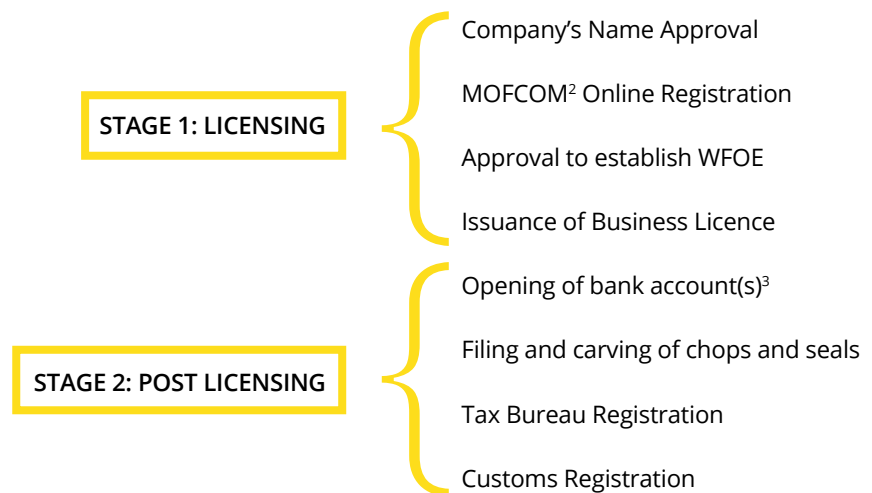 STAGE 1: LICENSING
Company’s Name Approval
MOFCOM² Online Registration
Approval to establish WFOE
Issuance of Business Licence
STAGE 2: POST LICENSING
Opening of bank account(s)³
Filing and carving of chops and seals
Tax Bureau Registration
Customs Registration